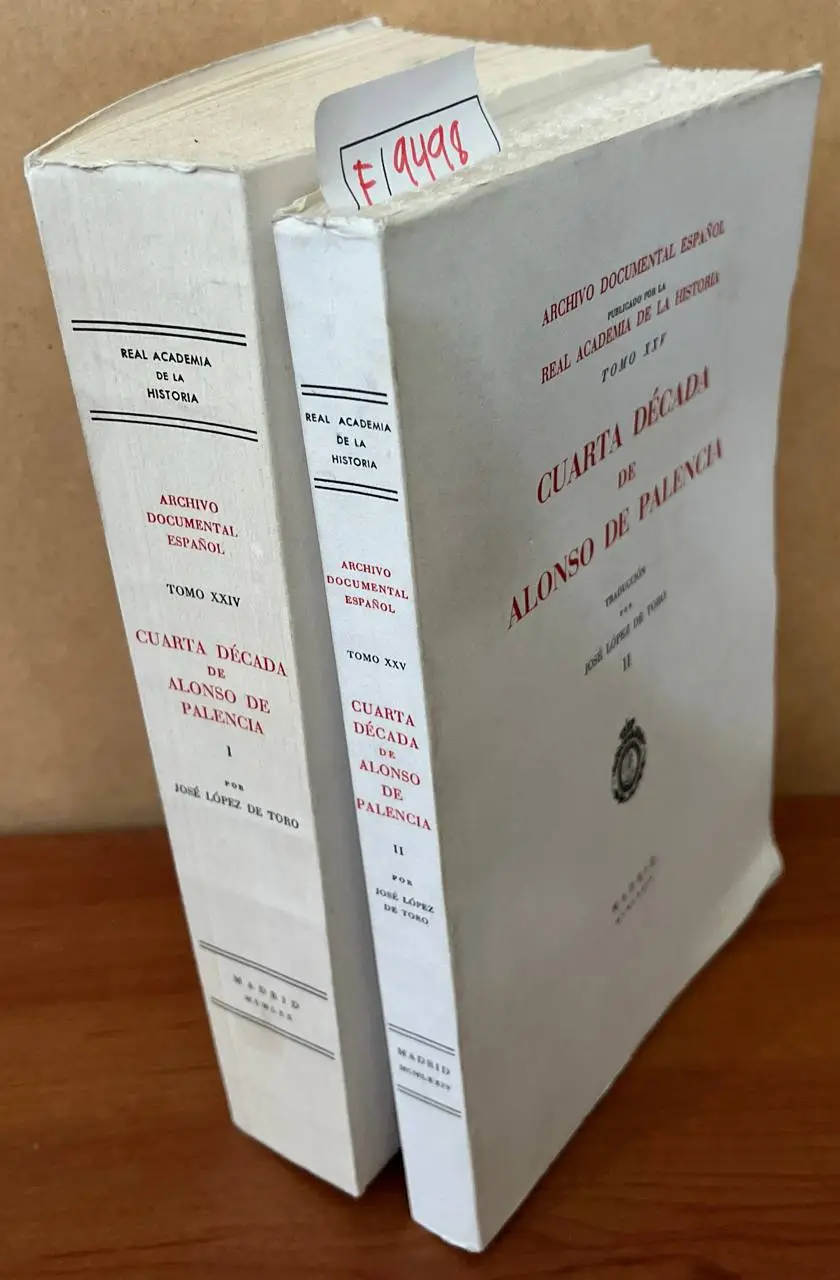 F/9498
REAL ACADEMIA
DE LA
HISTORIA
ARCHIVO
DOCUMENTAL
ESPAÑOL
TOMO XXIV
CUARTA DÉCADA
DE
ALONSO DE
PALENCIA
I
POR
JOSÉ LÓPEZ DE TORO
MADRID
REAL ACADEMIA
DE LA
HISTORIA
ARCHIVO
DOCUMENTAL
ESPAÑOL
TOMO XXV
CUARTA
DÉCADA
DE
ALONSO
DE
PALENCIA
II
POR
JOSÉ LÓPEZ
DE TORO
MADRID
MCMLXXIV
ARCHIVO DOCUMENTAL ESPAÑOL
PUBLICADO POR LA
REAL ACADEMIA DE LA HISTORIA
TOMO XXV
CUARTA DÉCADA
DE
ALONSO DE PALENCIA
TRADUCCIÓN
POR
JOSÉ LÓPEZ DE TORO
II
MADRID